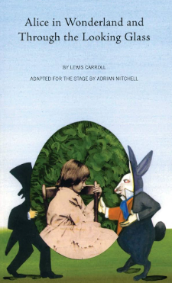 Alice in Wonderland and
Through the Looking Glass
BY LEWIS CARROLL
ADAPTED FOR THE STAGE BY ADRIAN MITCHELL